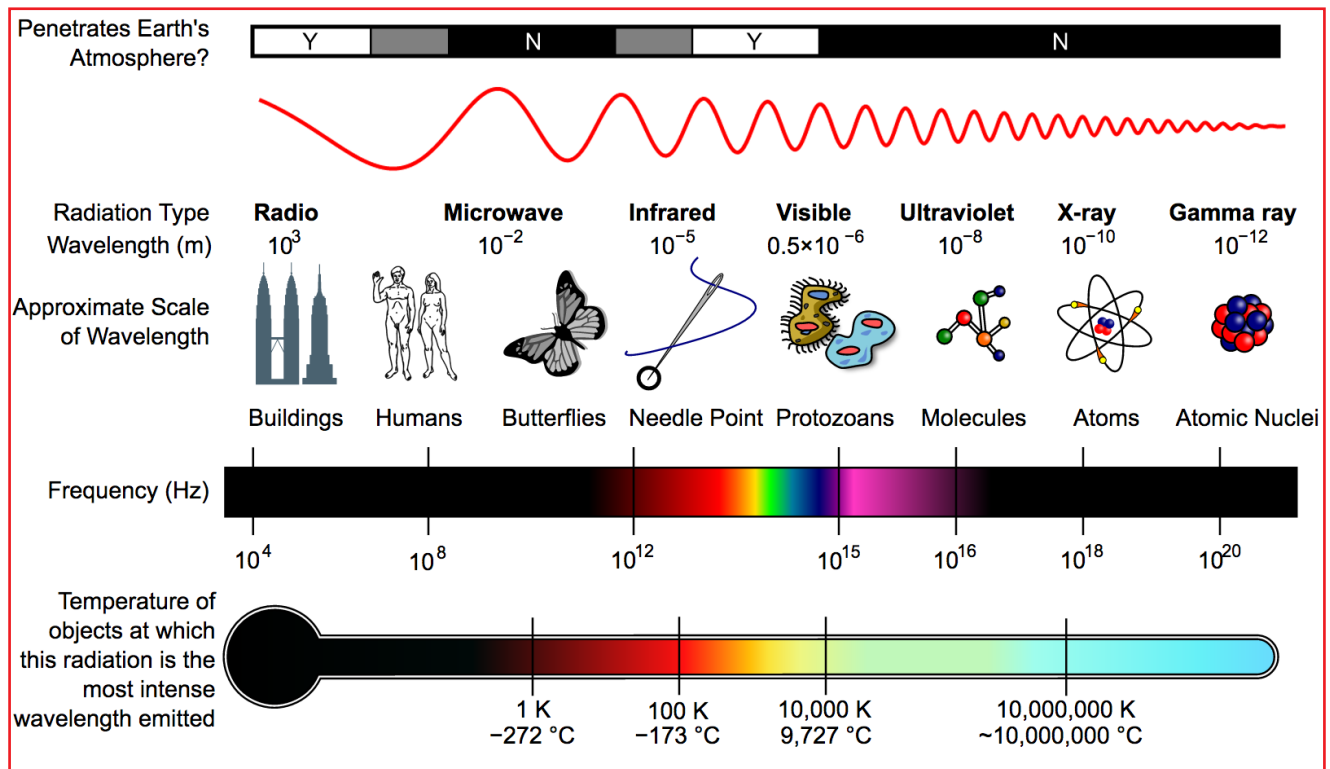 Penetrates Earth's
Atmosphere?
Y N Y N
Radiation Type Radio Microwave Infrared Visible Ultraviolet X-ray Gamma ray
Wavelength (m) 10³ 10⁻² 10⁻⁵ 0.5×10⁻⁶ 10⁻⁸ 10⁻¹⁰ 10⁻¹²
Approximate Scale
of Wavelength
Buildings Humans Butterflies Needle Point Protozoans Molecules Atoms Atomic Nuclei
Frequency (Hz)
10⁴ 10⁸ 10¹² 10¹⁵ 10¹⁶ 10¹⁸ 10²⁰
Temperature of
objects at which
this radiation is the
most intense
wavelength emitted
1 K 100 K 10,000 K 10,000,000 K
−272 °C −173 °C 9,727 °C ~10,000,000 °C